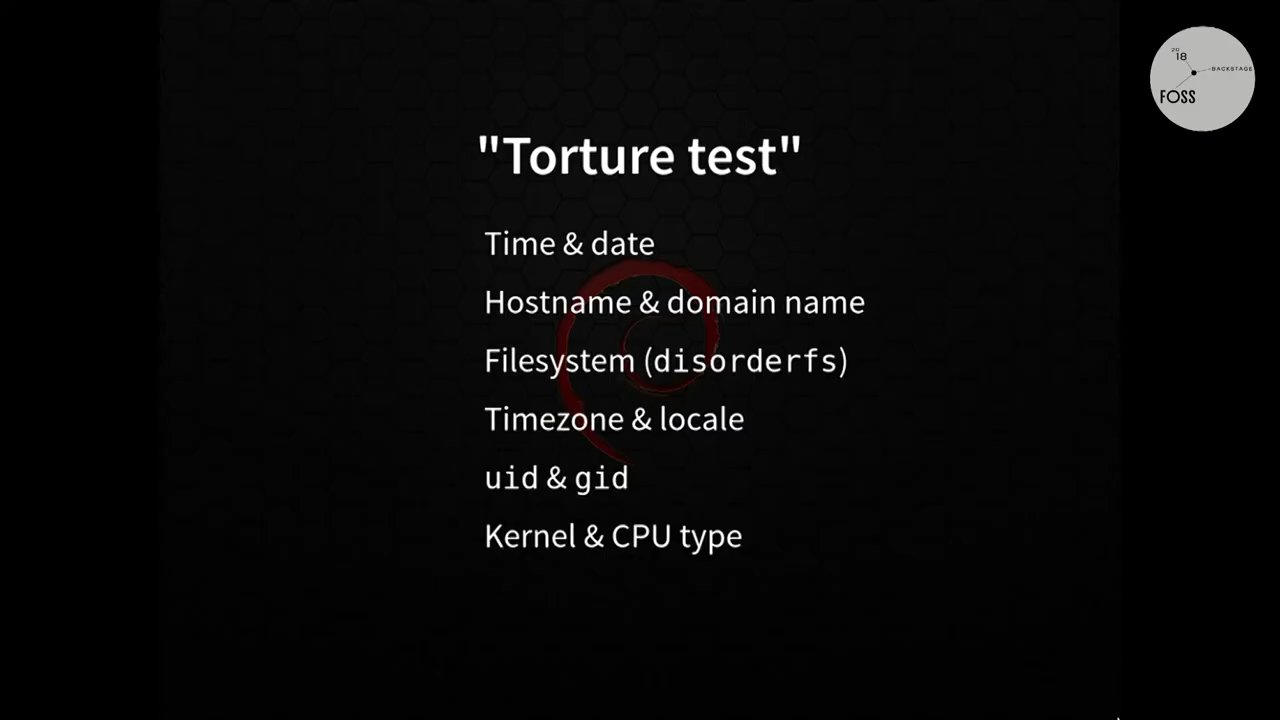 20
18
BACKSTAGE
FOSS
"Torture test"
Time & date
Hostname & domain name
Filesystem (disorderfs)
Timezone & locale
uid & gid
Kernel & CPU type